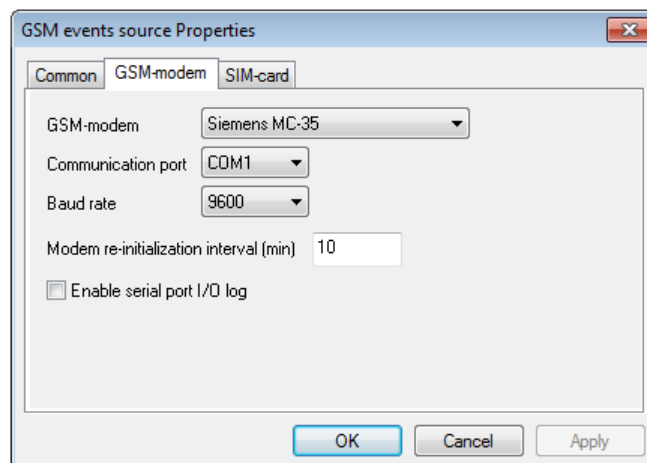 GSM events source Properties
Common GSM-modem SIM-card
GSM-modem Siemens MC-35
Communication port COM1
Baud rate 9600
Modem re-initialization interval (min) 10
Enable serial port I/O log
OK Cancel Apply